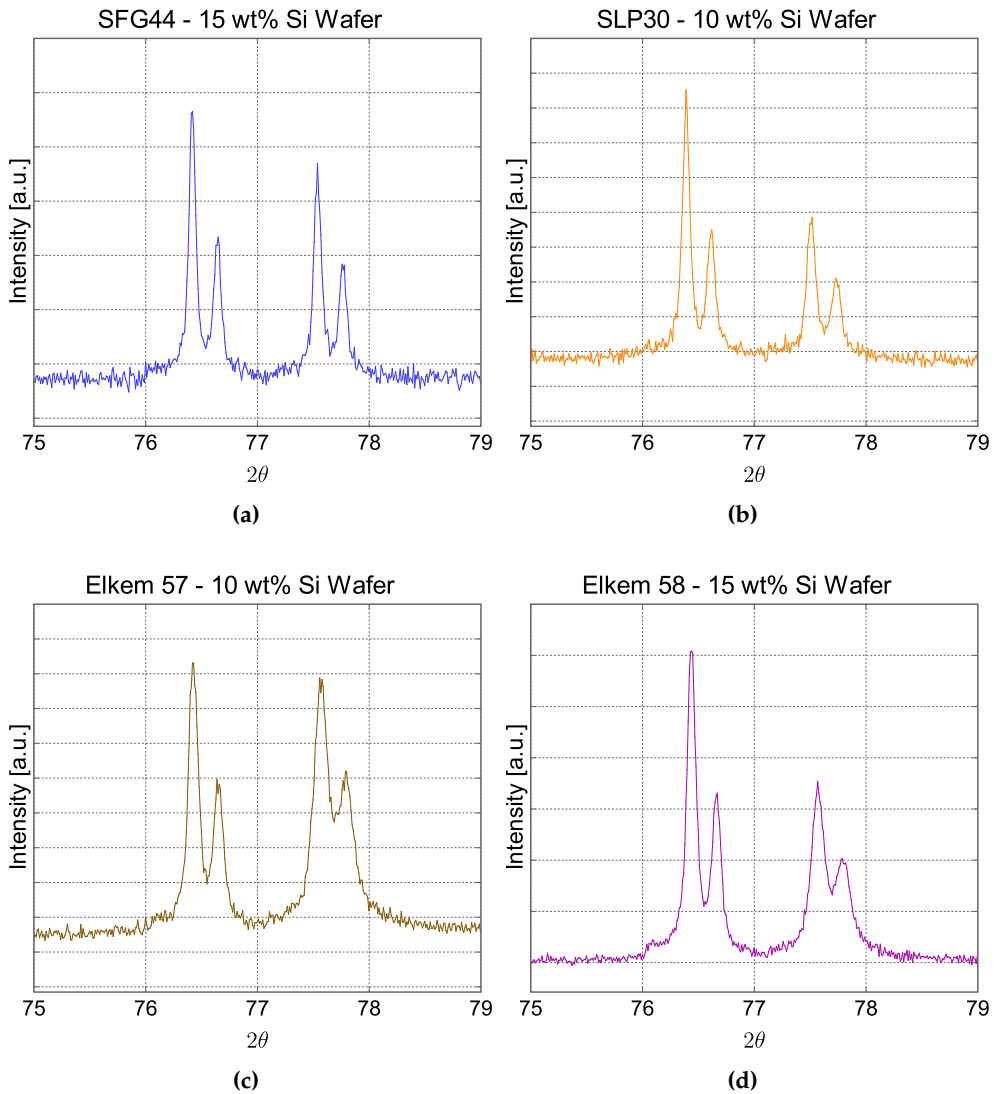 SFG44 - 15 wt% Si Wafer
Intensity [a.u.]
75 76 77 78 79
2θ
(a)
SLP30 - 10 wt% Si Wafer
Intensity [a.u.]
75 76 77 78 79
2θ
(b)
Elkem 57 - 10 wt% Si Wafer
Intensity [a.u.]
75 76 77 78 79
2θ
(c)
Elkem 58 - 15 wt% Si Wafer
Intensity [a.u.]
75 76 77 78 79
2θ
(d)